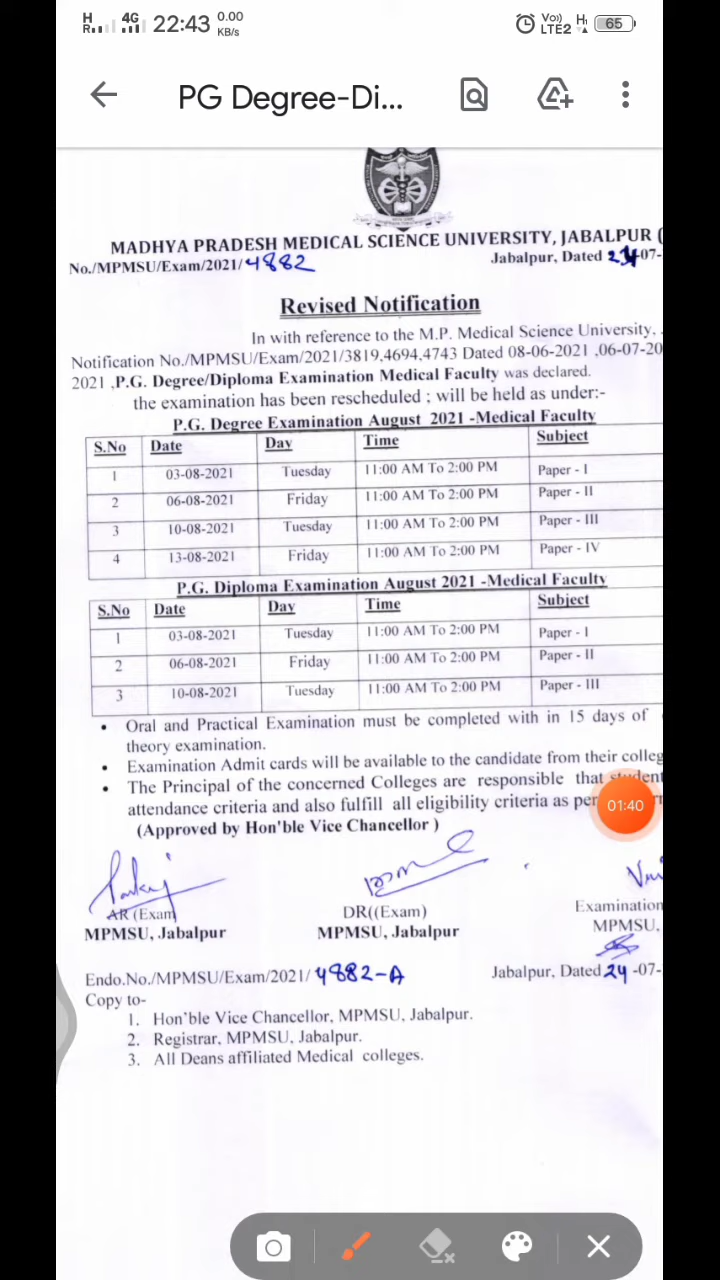 H R 4G 22:43 0.00 KB/s Vo)) LTE2 H 65
PG Degree-Di...
MADHYA PRADESH MEDICAL SCIENCE UNIVERSITY, JABALPUR (
No./MPMSU/Exam/2021/4882 Jabalpur, Dated -07-
Revised Notification
In with reference to the M.P. Medical Science University,
Notification No./MPMSU/Exam/2021/3819,4694,4743 Dated 08-06-2021 ,06-07-20
2021 ,P.G. Degree/Diploma Examination Medical Faculty was declared.
the examination has been rescheduled ; will be held as under:-
P.G. Degree Examination August 2021 -Medical Faculty
S.No Date Day Time Subject
1 03-08-2021 Tuesday 11:00 AM To 2:00 PM Paper - I
2 06-08-2021 Friday 11:00 AM To 2:00 PM Paper - II
3 10-08-2021 Tuesday 11:00 AM To 2:00 PM Paper - III
4 13-08-2021 Friday 11:00 AM To 2:00 PM Paper - IV
P.G. Diploma Examination August 2021 -Medical Faculty
S.No Date Day Time Subject
1 03-08-2021 Tuesday 11:00 AM To 2:00 PM Paper - I
2 06-08-2021 Friday 11:00 AM To 2:00 PM Paper - II
3 10-08-2021 Tuesday 11:00 AM To 2:00 PM Paper - III
• Oral and Practical Examination must be completed with in 15 days of
theory examination.
• Examination Admit cards will be available to the candidate from their colleg
• The Principal of the concerned Colleges are responsible that student
attendance criteria and also fulfill all eligibility criteria as per
01:40
(Approved by Hon'ble Vice Chancellor )
AR (Exam) DR((Exam) Examination
MPMSU, Jabalpur MPMSU, Jabalpur MPMSU,
Endo.No./MPMSU/Exam/2021/ 4882-A Jabalpur, Dated 24 -07-
Copy to-
1. Hon'ble Vice Chancellor, MPMSU, Jabalpur.
2. Registrar, MPMSU, Jabalpur.
3. All Deans affiliated Medical colleges.